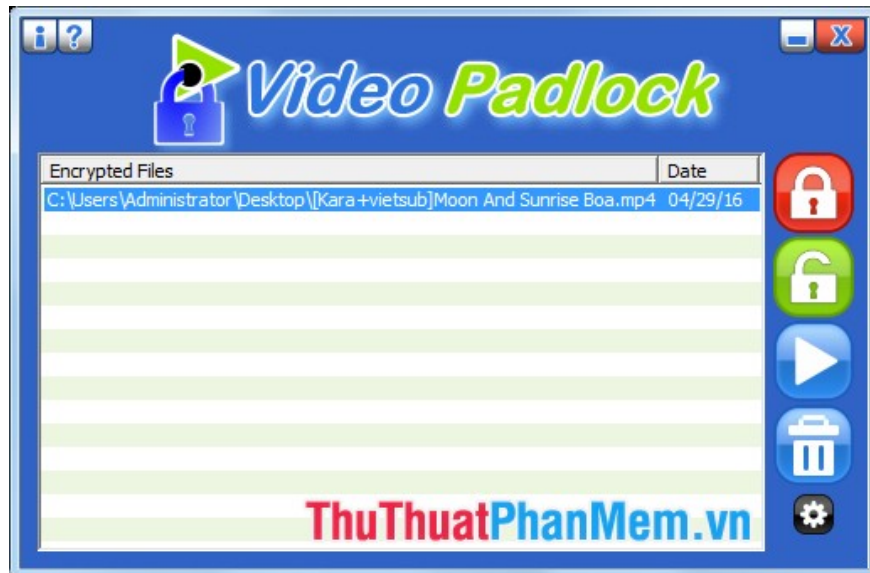 i ?
X
Video Padlock
Encrypted Files Date
C:\Users\Administrator\Desktop\[Kara+vietsub]Moon And Sunrise Boa.mp4 04/29/16
ThuThuatPhanMem.vn